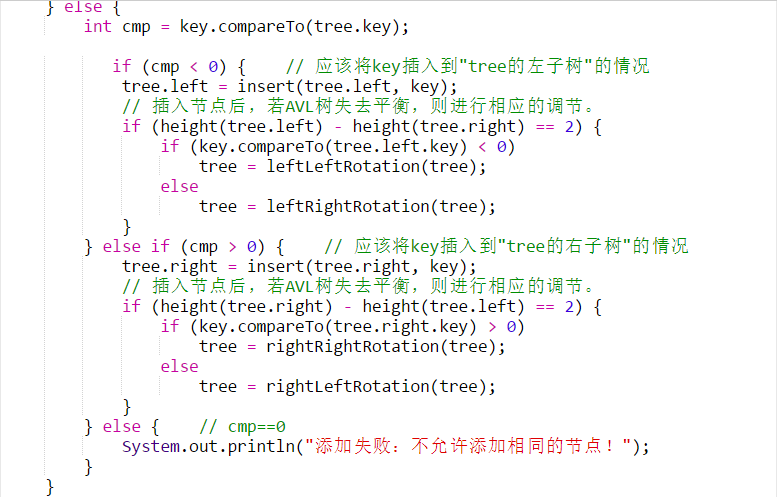 } else {
int cmp = key.compareTo(tree.key);
if (cmp < 0) {    // 应该将key插入到"tree的左子树"的情况
tree.left = insert(tree.left, key);
// 插入节点后，若AVL树失去平衡，则进行相应的调节。
if (height(tree.left) - height(tree.right) == 2) {
if (key.compareTo(tree.left.key) < 0)
tree = leftLeftRotation(tree);
else
tree = leftRightRotation(tree);
}
} else if (cmp > 0) {    // 应该将key插入到"tree的右子树"的情况
tree.right = insert(tree.right, key);
// 插入节点后，若AVL树失去平衡，则进行相应的调节。
if (height(tree.right) - height(tree.left) == 2) {
if (key.compareTo(tree.right.key) > 0)
tree = rightRightRotation(tree);
else
tree = rightLeftRotation(tree);
}
} else {    // cmp==0
System.out.println("添加失败：不允许添加相同的节点！");
}
}